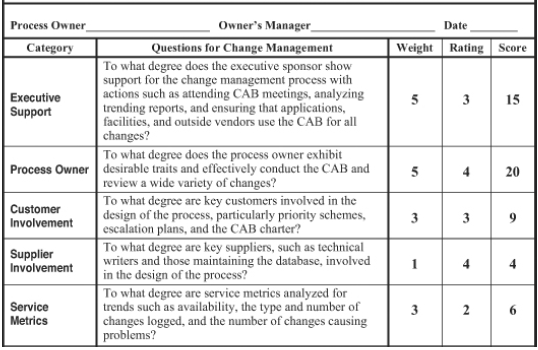 Process Owner____________________ Owner's Manager____________________ Date ________
Category Questions for Change Management Weight Rating Score
To what degree does the executive sponsor show
support for the change management process with
actions such as attending CAB meetings, analyzing
Executive trending reports, and ensuring that applications, 5 3 15
Support facilities, and outside vendors use the CAB for all
changes?
To what degree does the process owner exhibit
Process Owner desirable traits and effectively conduct the CAB and 5 4 20
review a wide variety of changes?
To what degree are key customers involved in the
Customer design of the process, particularly priority schemes, 3 3 9
Involvement escalation plans, and the CAB charter?
To what degree are key suppliers, such as technical
Supplier writers and those maintaining the database, involved 1 4 4
Involvement in the design of the process?
To what degree are service metrics analyzed for
Service trends such as availability, the type and number of 3 2 6
Metrics changes logged, and the number of changes causing
problems?